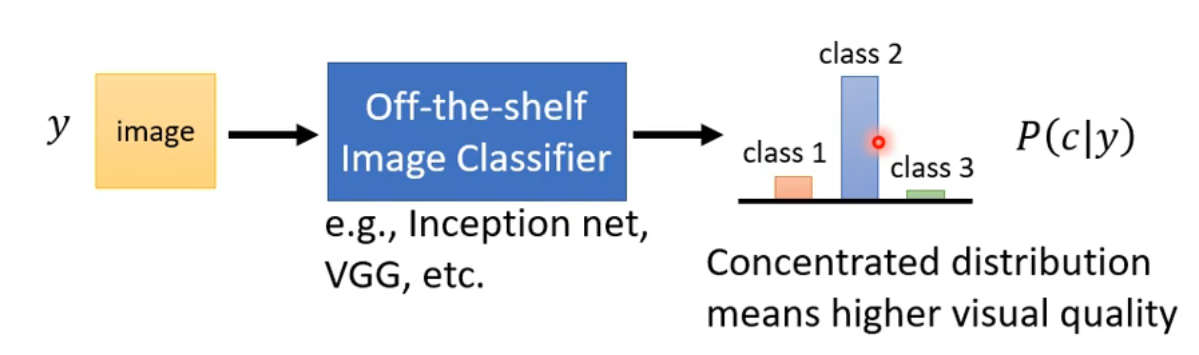 y
image
Off-the-shelf
Image Classifier
e.g., Inception net,
VGG, etc.
class 1
class 2
class 3
P(c|y)
Concentrated distribution
means higher visual quality